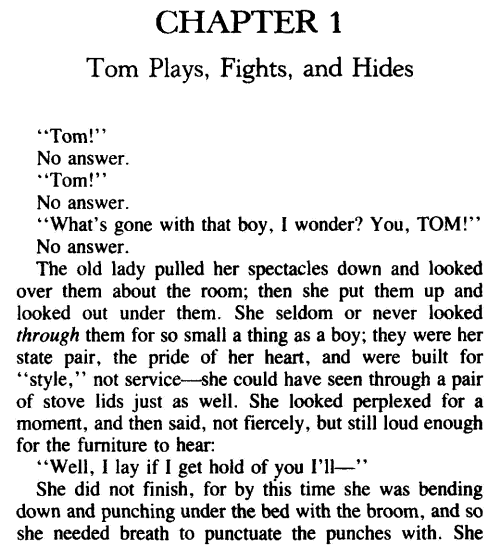 CHAPTER 1
Tom Plays, Fights, and Hides
“Tom!”
No answer.
“Tom!”
No answer.
“What's gone with that boy, I wonder? You, TOM!”
No answer.
The old lady pulled her spectacles down and looked
over them about the room; then she put them up and
looked out under them. She seldom or never looked
through them for so small a thing as a boy; they were her
state pair, the pride of her heart, and were built for
“style,” not service—she could have seen through a pair
of stove lids just as well. She looked perplexed for a
moment, and then said, not fiercely, but still loud enough
for the furniture to hear:
“Well, I lay if I get hold of you I'll—”
She did not finish, for by this time she was bending
down and punching under the bed with the broom, and so
she needed breath to punctuate the punches with. She